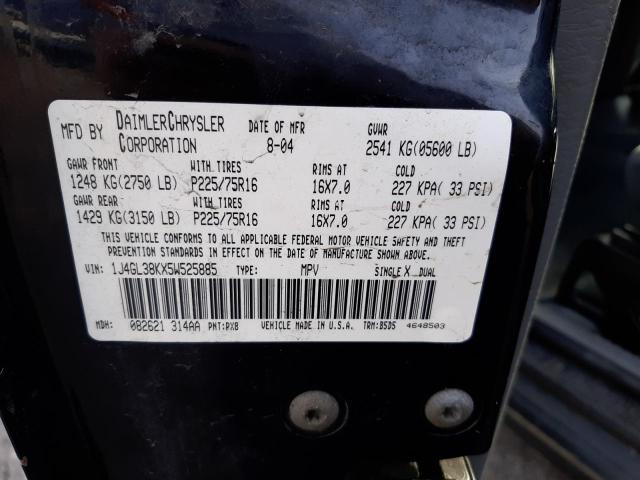 MFD BY DAIMLERCHRYSLER CORPORATION DATE OF MFR 8-04 GVWR 2541 KG(05600 LB)
GAWR FRONT WITH TIRES RIMS AT COLD
1248 KG(2750 LB) P225/75R16 16X7.0 227 KPA( 33 PSI)
GAWR REAR WITH TIRES RIMS AT COLD
1429 KG(3150 LB) P225/75R16 16X7.0 227 KPA( 33 PSI)
THIS VEHICLE CONFORMS TO ALL APPLICABLE FEDERAL MOTOR VEHICLE SAFETY AND THEFT
PREVENTION STANDARDS IN EFFECT ON THE DATE OF MANUFACTURE SHOWN ABOVE.
VIN: 1J4GL38KX5W525885 TYPE: MPV SINGLE X DUAL
MDH: 082621 314AA PNT:PXB VEHICLE MADE IN U.S.A. TRM:B5D5 4648503